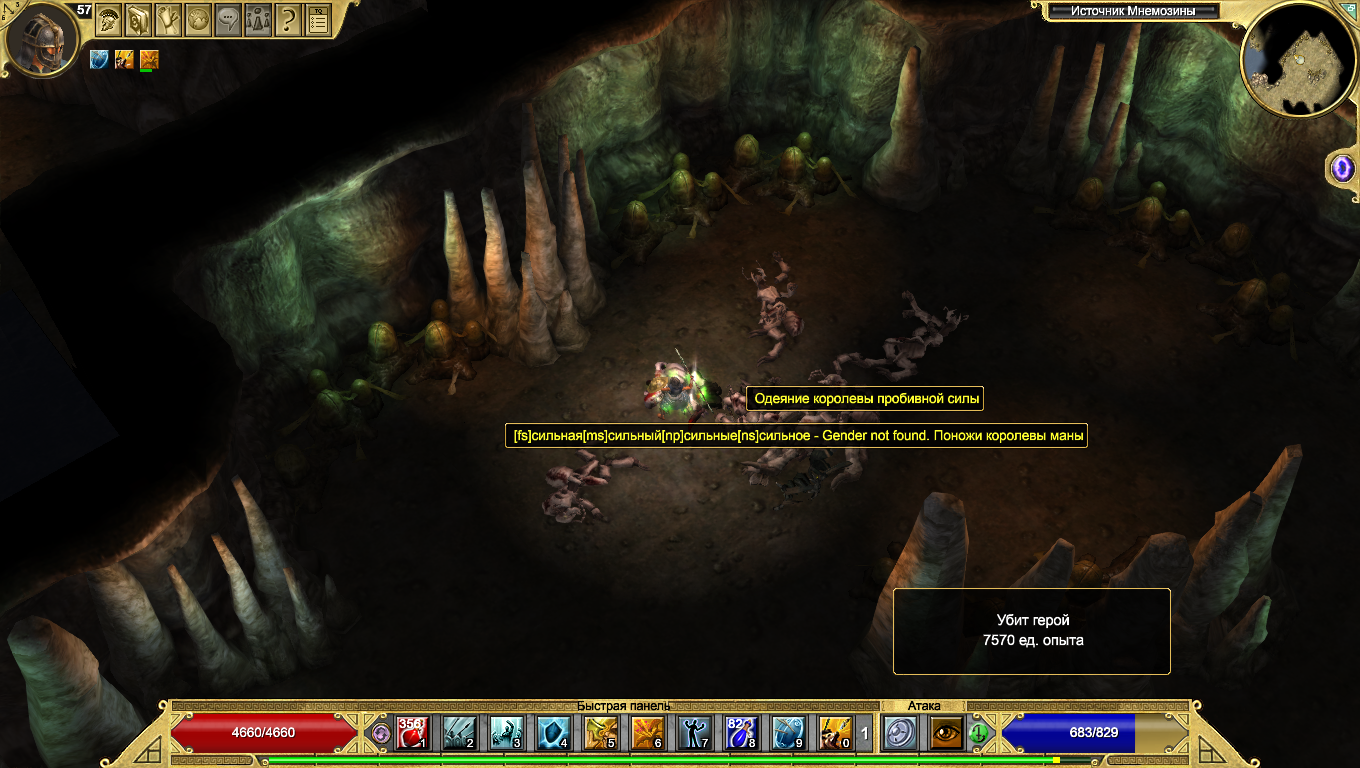 57
TQ
Источник Мнемозины
Одеяние королевы пробивной силы
[fs]сильная[ms]сильный[np]сильные[ns]сильное - Gender not found. Поножи королевы маны
Убит герой
7570 ед. опыта
Быстрая панель
Атака
4660/4660
356
1
2
3
4
5
6
7
8
9
0
1
683/829